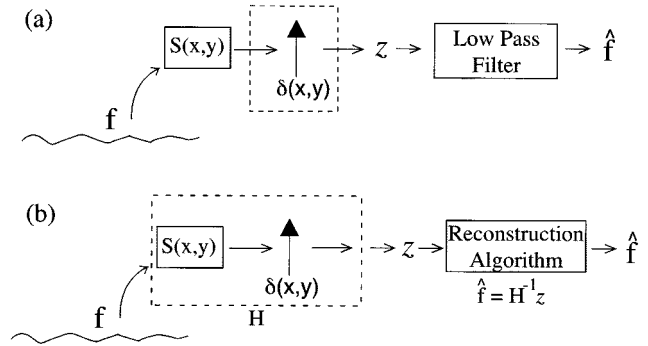 (a)
S(x,y)
δ(x,y)
z
Low Pass
Filter
f̂
f
(b)
S(x,y)
δ(x,y)
H
z
Reconstruction
Algorithm
f̂ = H⁻¹z
f̂
f